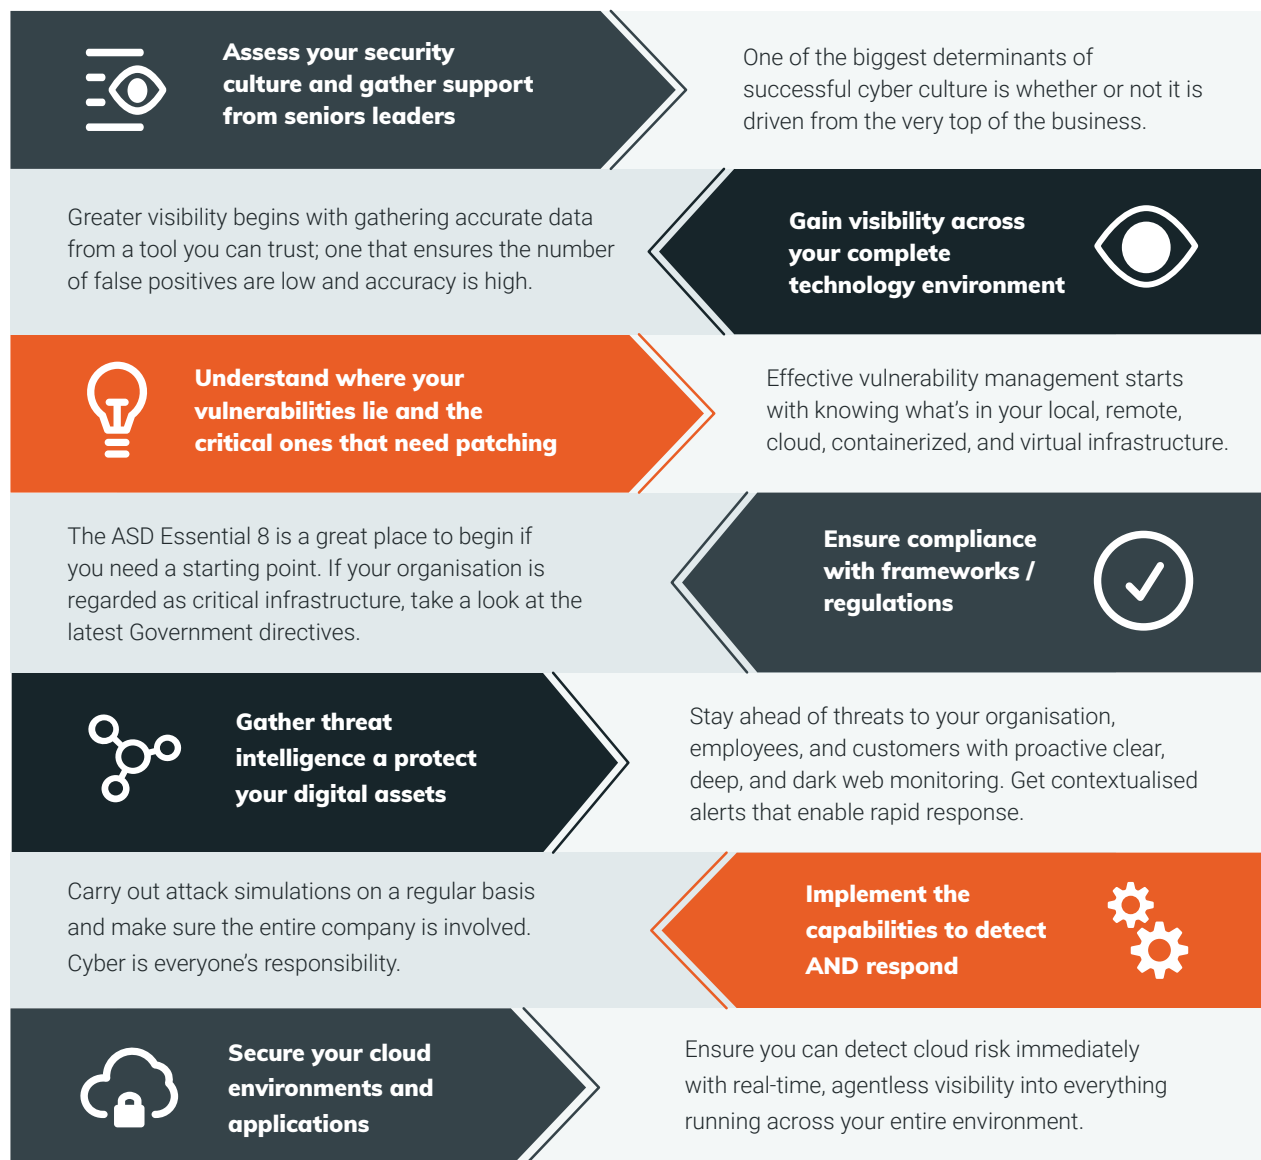 Assess your security
culture and gather support
from seniors leaders
One of the biggest determinants of
successful cyber culture is whether or not it is
driven from the very top of the business.
Greater visibility begins with gathering accurate data
from a tool you can trust; one that ensures the number
of false positives are low and accuracy is high.
Gain visibility across
your complete
technology environment
Understand where your
vulnerabilities lie and the
critical ones that need patching
Effective vulnerability management starts
with knowing what’s in your local, remote,
cloud, containerized, and virtual infrastructure.
The ASD Essential 8 is a great place to begin if
you need a starting point. If your organisation is
regarded as critical infrastructure, take a look at the
latest Government directives.
Ensure compliance
with frameworks /
regulations
Gather threat
intelligence a protect
your digital assets
Stay ahead of threats to your organisation,
employees, and customers with proactive clear,
deep, and dark web monitoring. Get contextualised
alerts that enable rapid response.
Carry out attack simulations on a regular basis
and make sure the entire company is involved.
Cyber is everyone’s responsibility.
Implement the
capabilities to detect
AND respond
Secure your cloud
environments and
applications
Ensure you can detect cloud risk immediately
with real-time, agentless visibility into everything
running across your entire environment.